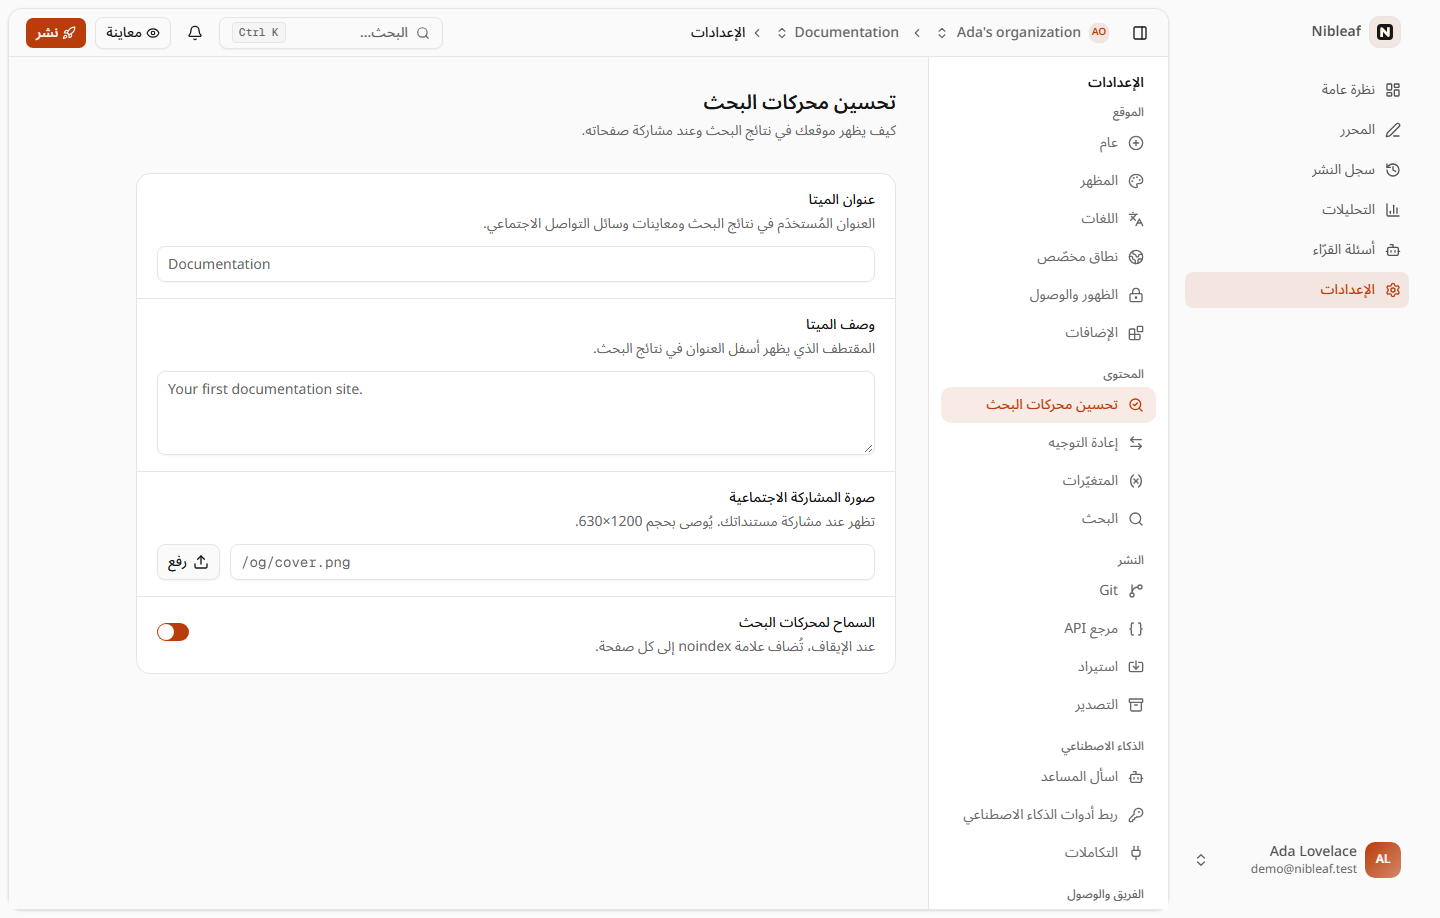 Nibleaf
نظرة عامة
المحرر
سجل النشر
التحليلات
أسئلة القرّاء
الإعدادات
Ada Lovelace
demo@nibleaf.test
AL
AO Ada's organization
Documentation
الإعدادات
البحث...
Ctrl K
معاينة
نشر
الإعدادات
الموقع
عام
المظهر
اللغات
نطاق مخصّص
الظهور والوصول
الإضافات
المحتوى
تحسين محركات البحث
إعادة التوجيه
المتغيّرات
البحث
النشر
Git
مرجع API
استيراد
التصدير
الذكاء الاصطناعي
اسأل المساعد
ربط أدوات الذكاء الاصطناعي
التكاملات
الفريق والوصول
تحسين محركات البحث
كيف يظهر موقعك في نتائج البحث وعند مشاركة صفحاته.
عنوان الميتا
العنوان المُستخدَم في نتائج البحث ومعاينات وسائل التواصل الاجتماعي.
Documentation
وصف الميتا
المقتطف الذي يظهر أسفل العنوان في نتائج البحث.
Your first documentation site.
صورة المشاركة الاجتماعية
تظهر عند مشاركة مستنداتك. يُوصى بحجم 1200×630.
/og/cover.png
رفع
السماح لمحركات البحث
عند الإيقاف، تُضاف علامة noindex إلى كل صفحة.